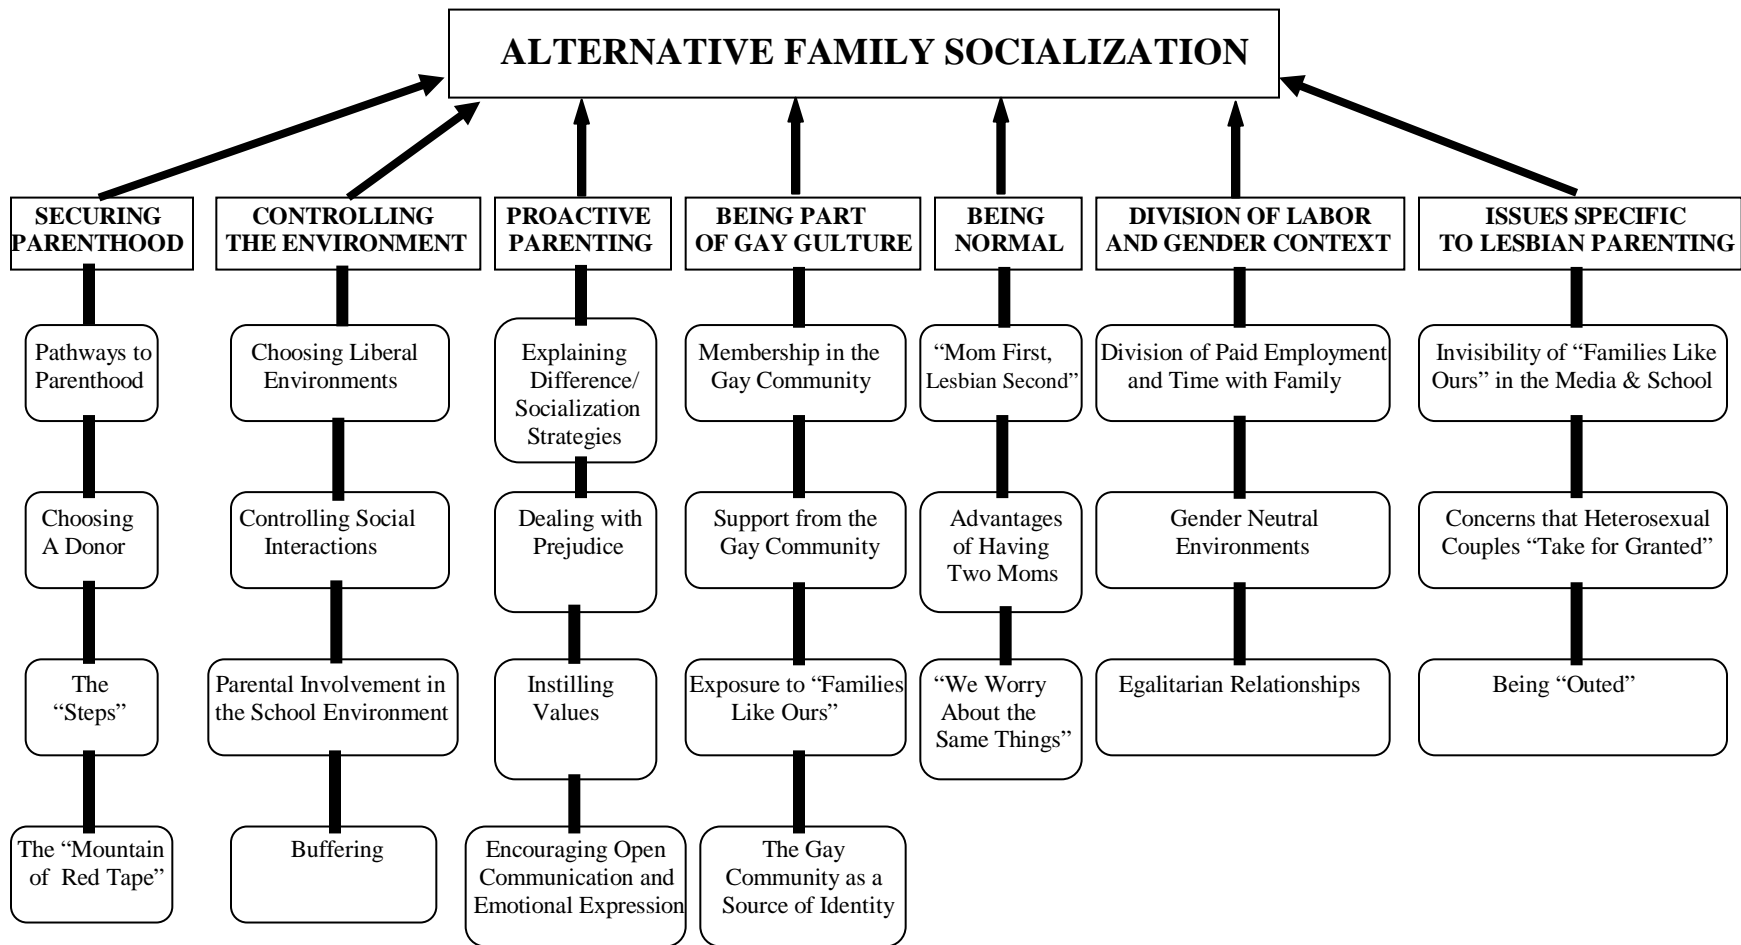 ALTERNATIVE FAMILY SOCIALIZATION
SECURING
PARENTHOOD
CONTROLLING
THE ENVIRONMENT
PROACTIVE
PARENTING
BEING PART
OF GAY GULTURE
BEING
NORMAL
DIVISION OF LABOR
AND GENDER CONTEXT
ISSUES SPECIFIC
TO LESBIAN PARENTING
Pathways to
Parenthood
Choosing Liberal
Environments
Explaining
Difference/
Socialization
Strategies
Membership in the
Gay Community
“Mom First,
Lesbian Second”
Division of Paid Employment
and Time with Family
Invisibility of “Families Like
Ours” in the Media & School
Choosing
A Donor
Controlling Social
Interactions
Dealing with
Prejudice
Support from the
Gay Community
Advantages
of Having
Two Moms
Gender Neutral
Environments
Concerns that Heterosexual
Couples “Take for Granted”
The
“Steps”
Parental Involvement in
the School Environment
Instilling
Values
Exposure to “Families
Like Ours”
“We Worry
About the
Same Things”
Egalitarian Relationships
Being “Outed”
The “Mountain
of Red Tape”
Buffering
Encouraging Open
Communication and
Emotional Expression
The Gay
Community as a
Source of Identity